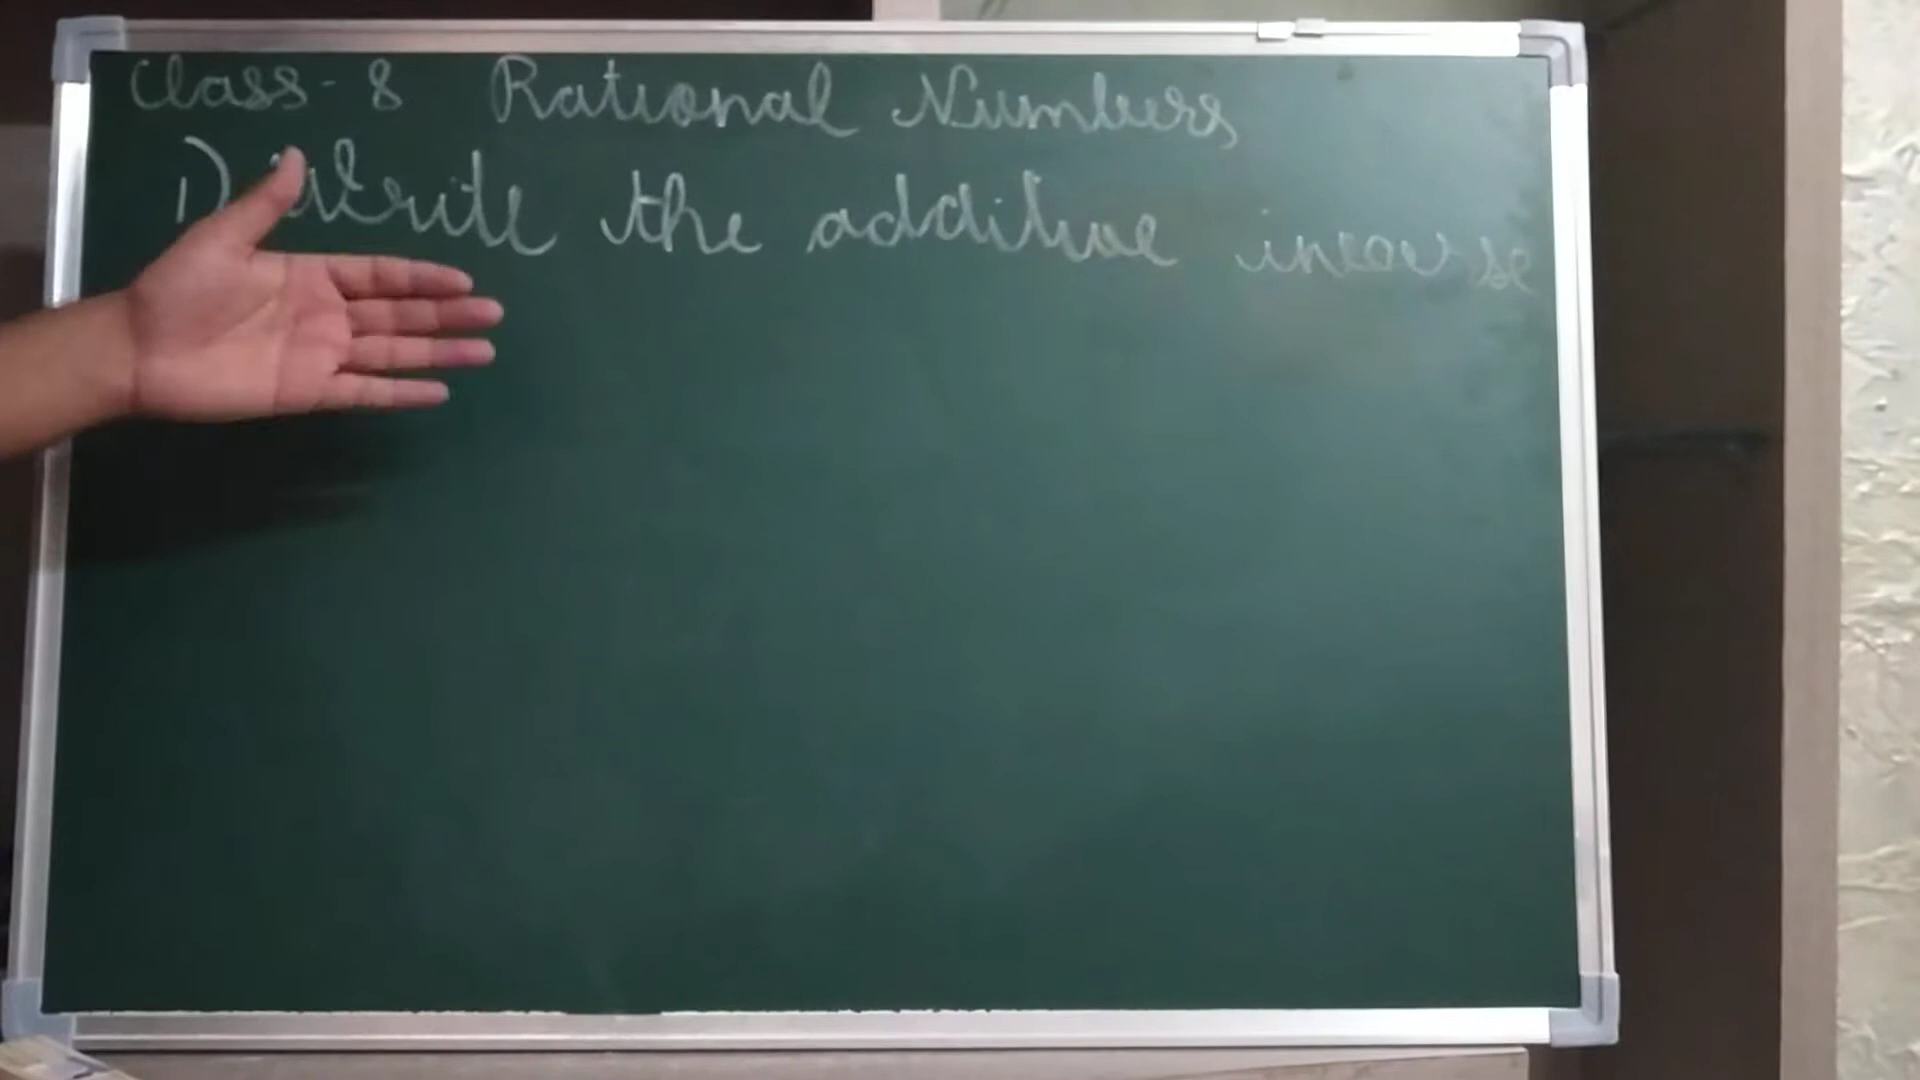 Class - 8 Rational Numbers
1) Write the additive inverse